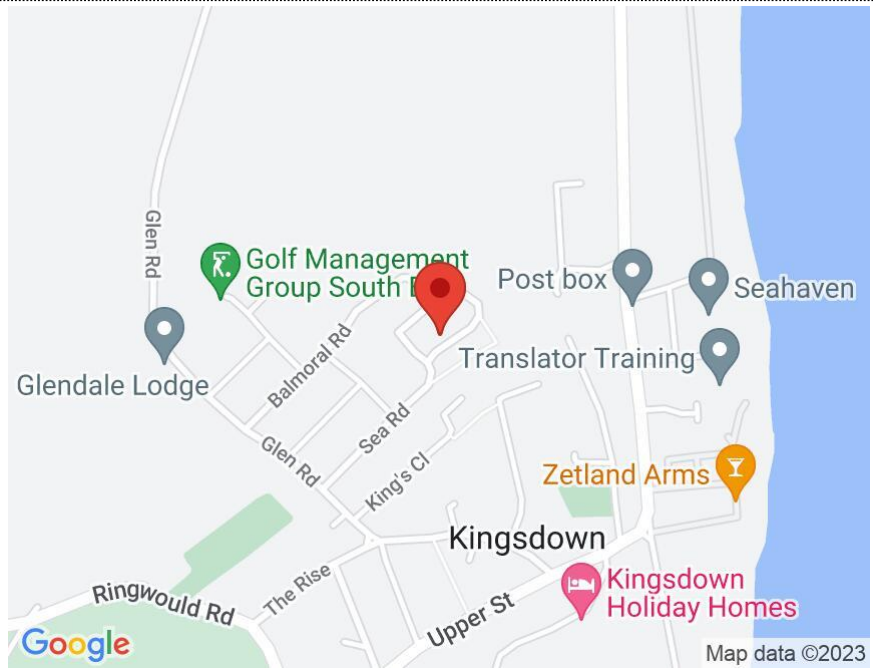 Glen Rd
Golf Management
Group South E
Post box
Seahaven
Glendale Lodge
Balmoral Rd
Translator Training
Sea Rd
Glen Rd
King's Cl
Zetland Arms
Kingsdown
Ringwould Rd
The Rise
Upper St
Kingsdown
Holiday Homes
Google
Map data ©2023